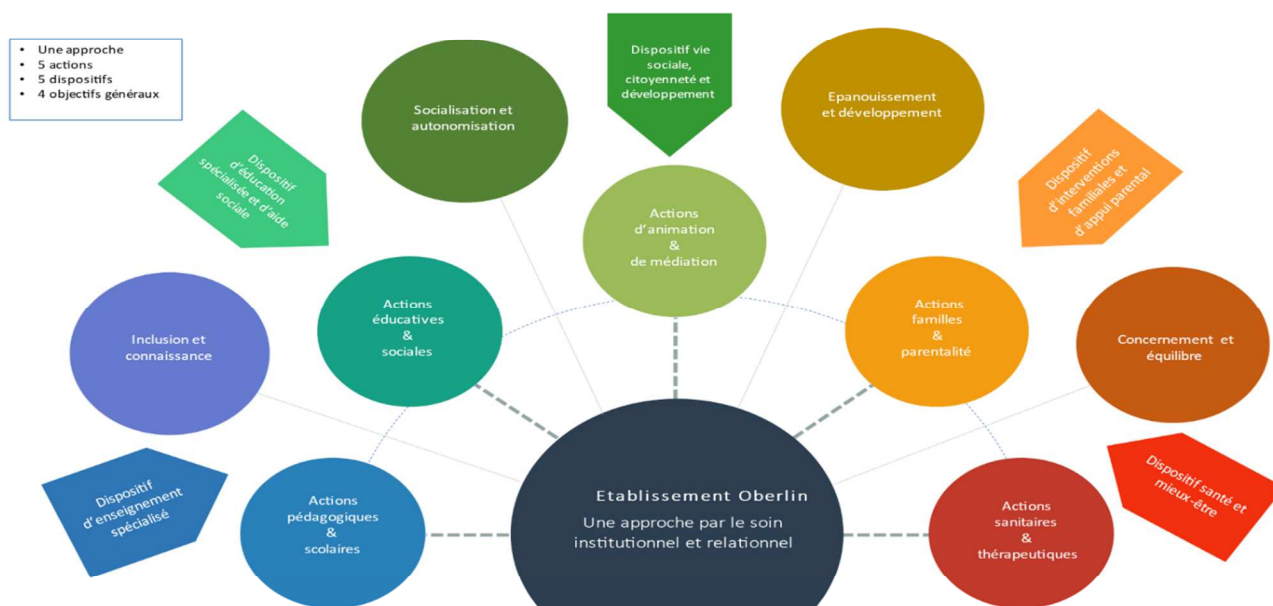 • Une approche
• 5 actions
• 5 dispositifs
• 4 objectifs généraux
Dispositif vie
sociale,
citoyenneté et
développement
Socialisation et
autonomisation
Epanouissement
et développement
Dispositif
d'éducation
spécialisée et d'aide
sociale
Dispositif
d'interventions
familiales et
d'appui parental
Actions
d'animation
&
de médiation
Actions
éducatives
&
sociales
Actions
familles
&
parentalité
Inclusion et
connaissance
Concernement et
équilibre
Dispositif
d'enseignement
spécialisé
Actions
pédagogiques
&
scolaires
Etablissement Oberlin
Une approche par le soin
institutionnel et relationnel
Actions
sanitaires
&
thérapeutiques
Dispositif santé et
mieux-être